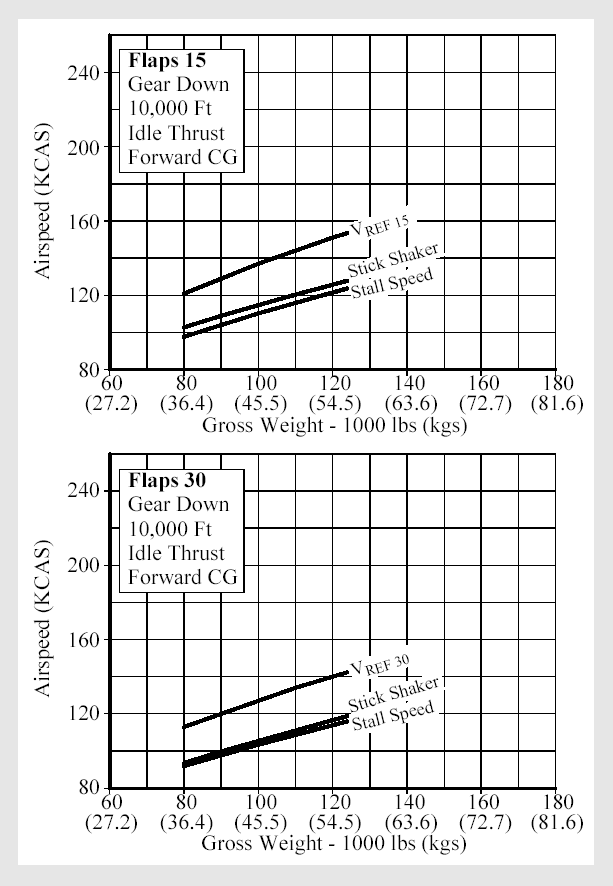 Flaps 15
Gear Down
10,000 Ft
Idle Thrust
Forward CG
Airspeed (KCAS)
240
200
160
120
80
VREF 15
Stick Shaker
Stall Speed
60 80 100 120 140 160 180
(27.2) (36.4) (45.5) (54.5) (63.6) (72.7) (81.6)
Gross Weight - 1000 lbs (kgs)
Flaps 30
Gear Down
10,000 Ft
Idle Thrust
Forward CG
Airspeed (KCAS)
240
200
160
120
80
VREF 30
Stick Shaker
Stall Speed
60 80 100 120 140 160 180
(27.2) (36.4) (45.5) (54.5) (63.6) (72.7) (81.6)
Gross Weight - 1000 lbs (kgs)